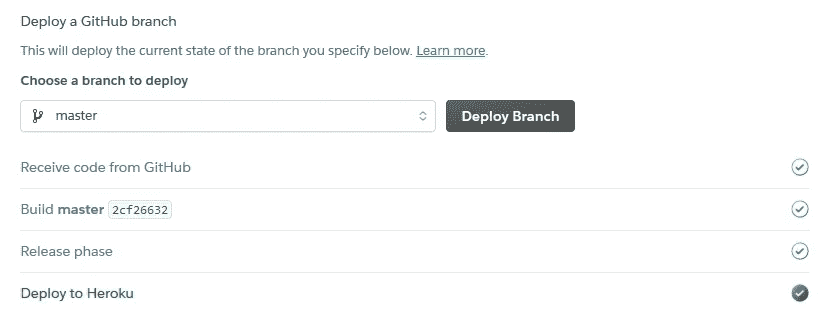 Deploy a GitHub branch
This will deploy the current state of the branch you specify below. Learn more.
Choose a branch to deploy
master
Deploy Branch
Receive code from GitHub
Build master 2cf26632
Release phase
Deploy to Heroku